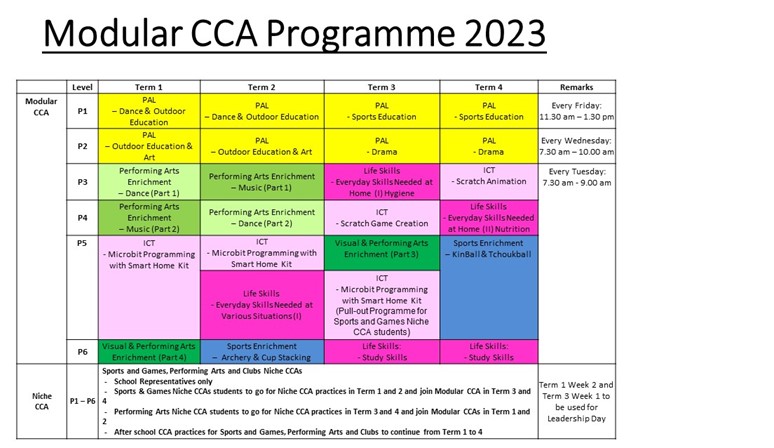 Modular CCA Programme 2023
Level Term 1 Term 2 Term 3 Term 4 Remarks
Modular
CCA
P1
PAL
– Dance & Outdoor
Education
PAL
– Dance & Outdoor Education
PAL
- Sports Education
PAL
- Sports Education
Every Friday:
11.30 am – 1.30 pm
P2
PAL
– Outdoor Education &
Art
PAL
– Outdoor Education & Art
PAL
- Drama
PAL
- Drama
Every Wednesday:
7.30 am – 10.00 am
P3
Performing Arts
Enrichment
– Dance (Part 1)
Performing Arts Enrichment
– Music (Part 1)
Life Skills
- Everyday Skills Needed at
Home (I) Hygiene
ICT
- Scratch Animation
Every Tuesday:
7.30 am - 9.00 am
P4
Performing Arts
Enrichment
– Music (Part 2)
Performing Arts Enrichment
– Dance (Part 2)
ICT
- Scratch Game Creation
Life Skills
- Everyday Skills Needed
at Home (II) Nutrition
P5
ICT
- Microbit Programming
with Smart Home Kit
ICT
- Microbit Programming with
Smart Home Kit
Life Skills
- Everyday Skills Needed at
Various Situations (I)
Visual & Performing Arts
Enrichment (Part 3)
ICT
- Microbit Programming
with Smart Home Kit
(Pull-out Programme for
Sports and Games Niche
CCA students)
Sports Enrichment
– KinBall & Tchoukball
P6
Visual & Performing Arts
Enrichment (Part 4)
Sports Enrichment
– Archery & Cup Stacking
Life Skills:
- Study Skills
Life Skills:
- Study Skills
Niche
CCA
P1 – P6
Sports and Games, Performing Arts and Clubs Niche CCAs
- School Representatives only
- Sports & Games Niche CCAs students to go for Niche CCA practices in Term 1 and 2 and join Modular CCA in Term 3 and
4
- Performing Arts Niche CCA students to go for Niche CCA practices in Term 3 and 4 and join Modular CCAs in Term 1 and
2
- After school CCA practices for Sports and Games, Performing Arts and Clubs to continue from Term 1 to 4
Term 1 Week 2 and
Term 3 Week 1 to
be used for
Leadership Day